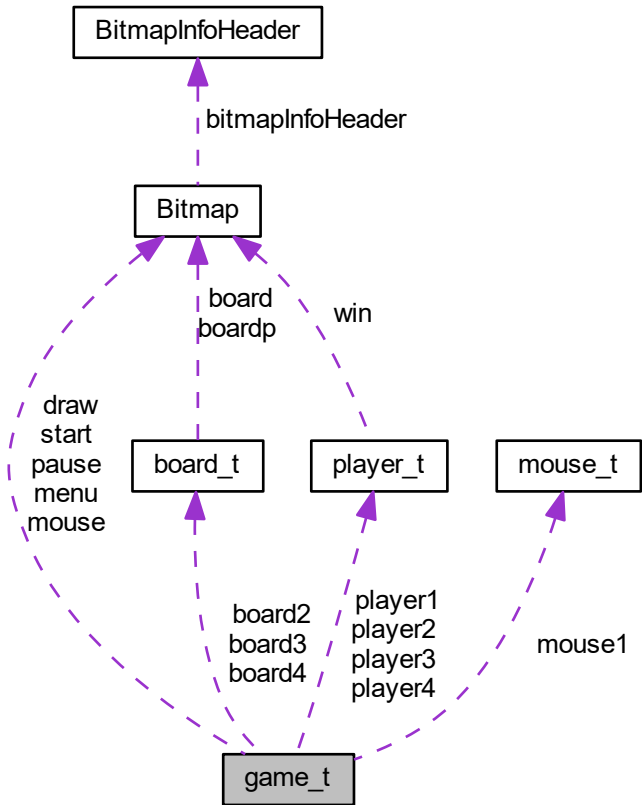 BitmapInfoHeader
bitmapInfoHeader
Bitmap
board
boardp
win
draw
start
pause
menu
mouse
board_t
player_t
mouse_t
board2
board3
board4
player1
player2
player3
player4
mouse1
game_t